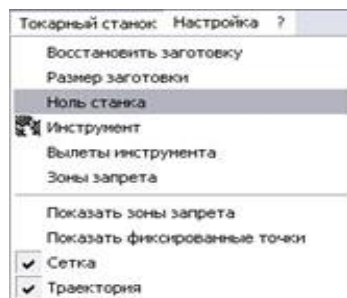 Токарный станок Настройка ?
Восстановить заготовку
Размер заготовки
Ноль станка
Инструмент
Вылеты инструмента
Зоны запрета
Показать зоны запрета
Показать фиксированные точки
Сетка
Траектория